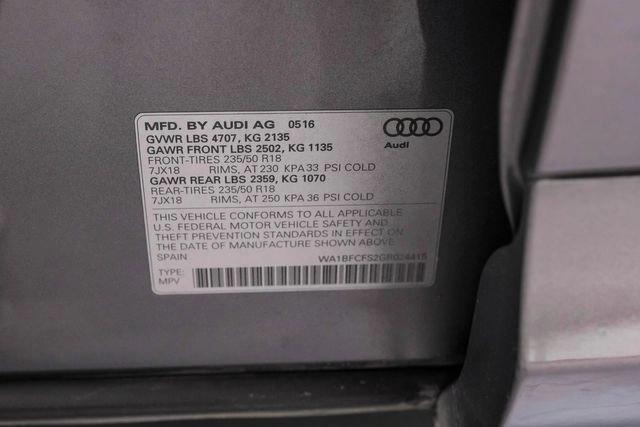 MFD. BY AUDI AG 0516
GVWR LBS 4707, KG 2135
GAWR FRONT LBS 2502, KG 1135
FRONT-TIRES 235/50 R18
7JX18 RIMS, AT 230 KPA 33 PSI COLD
GAWR REAR LBS 2359, KG 1070
REAR-TIRES 235/50 R18
7JX18 RIMS, AT 250 KPA 36 PSI COLD
Audi
THIS VEHICLE CONFORMS TO ALL APPLICABLE
U.S. FEDERAL MOTOR VEHICLE SAFETY AND
THEFT PREVENTION STANDARDS IN EFFECT ON
THE DATE OF MANUFACTURE SHOWN ABOVE.
SPAIN WA1BFCFS2GR024415
TYPE:
MPV